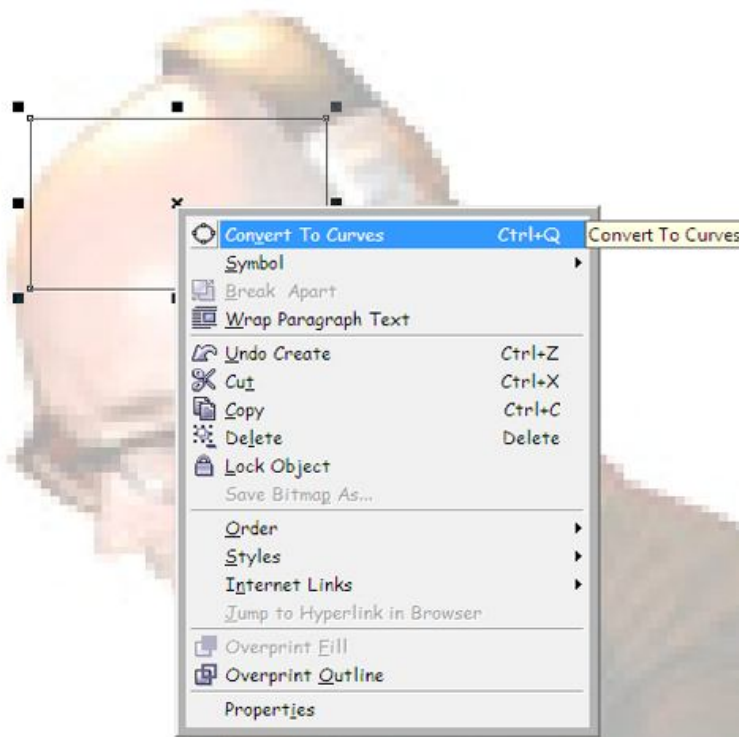 Convert To Curves Ctrl+Q Convert To Curves
Symbol
Break Apart
Wrap Paragraph Text
Undo Create Ctrl+Z
Cut Ctrl+X
Copy Ctrl+C
Delete Delete
Lock Object
Save Bitmap As...
Order
Styles
Internet Links
Jump to Hyperlink in Browser
Overprint Fill
Overprint Outline
Properties